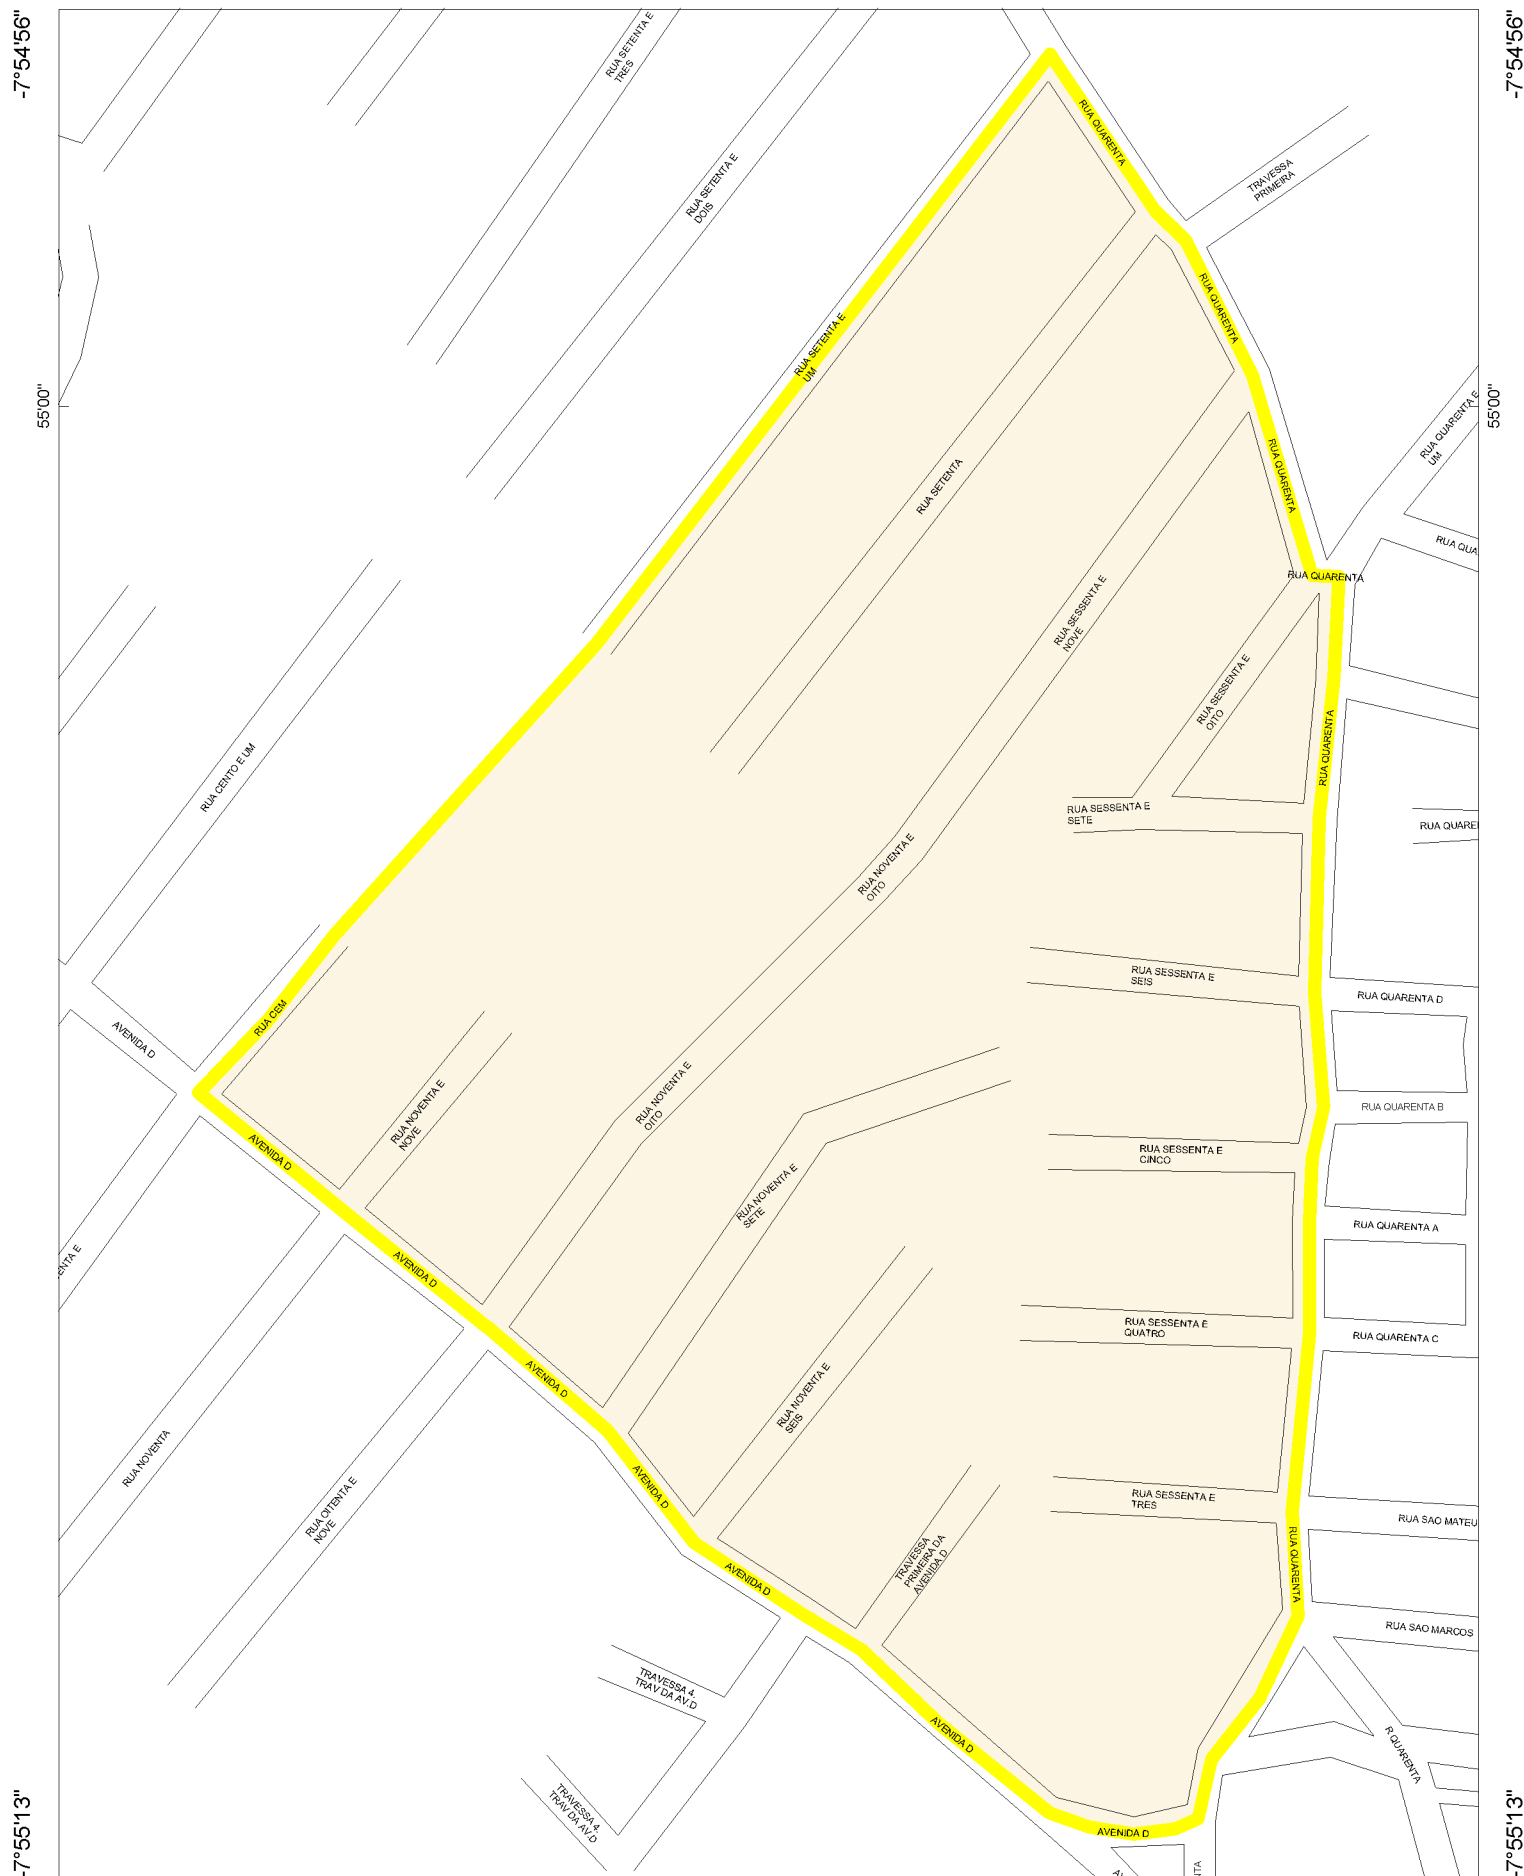 -7°54'56"
-7°54'56"
RUA SETENTA E
TRES
RUA QUARENTA
RUA SETENTA E
DOIS
TRAVESSA
PRIMEIRA
RUA QUARENTA
RUA SETENTA E
UM
55'00"
55'00"
RUA QUARENTA E
UM
RUA QUARENTA
RUA SETENTA
RUA QUA
RUA QUARENTA
RUA SESSENTA E
NOVE
RUA SESSENTA E
OITO
RUA QUARENTA
RUA CENTO E UM
RUA SESSENTA E
SETE
RUA QUARE
RUA NOVENTA E
OITO
RUA SESSENTA E
SEIS
RUA QUARENTA D
RUA CEM
AVENIDA D
RUA NOVENTA E
OITO
RUA NOVENTA E
NOVE
RUA QUARENTA B
AVENIDA D
RUA SESSENTA E
CINCO
RUA NOVENTA E
SETE
RUA QUARENTA A
ENTA E
AVENIDA D
RUA SESSENTA E
QUATRO
RUA QUARENTA C
AVENIDA D
RUA NOVENTA E
SEIS
RUA NOVENTA
AVENIDA D
RUA OITENTA E
NOVE
RUA SESSENTA E
TRES
RUA SAO MATEU
RUA QUARENTA
TRAVESSA
PRIMEIRA DA
AVENIDA D
AVENIDA D
RUA SAO MARCOS
TRAVESSA 4.
TRAV DA AV.D
AVENIDA D
R QUARENTA
TRAVESSA 4.
TRAV DA AV.D
AVENIDA D
-7°55'13"
-7°55'13"
AV
NTA